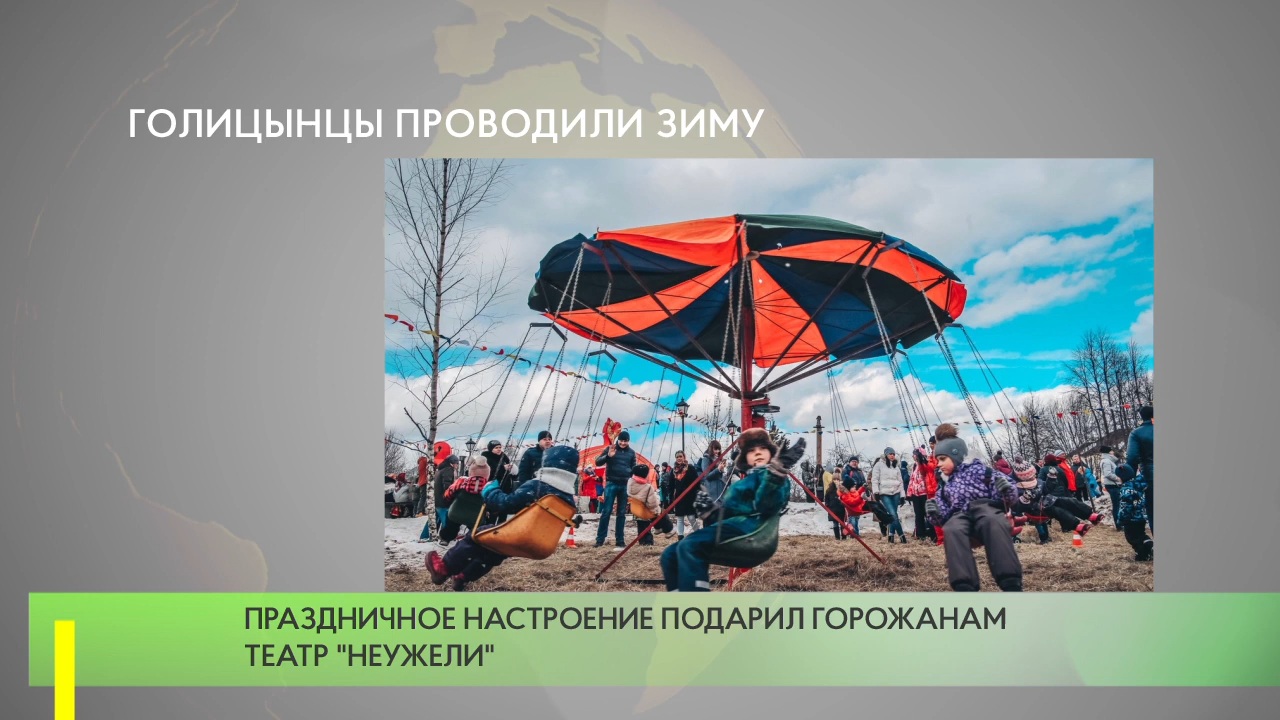 ГОЛИЦЫНЦЫ ПРОВОДИЛИ ЗИМУ
ПРАЗДНИЧНОЕ НАСТРОЕНИЕ ПОДАРИЛ ГОРОЖАНАМ
ТЕАТР "НЕУЖЕЛИ"